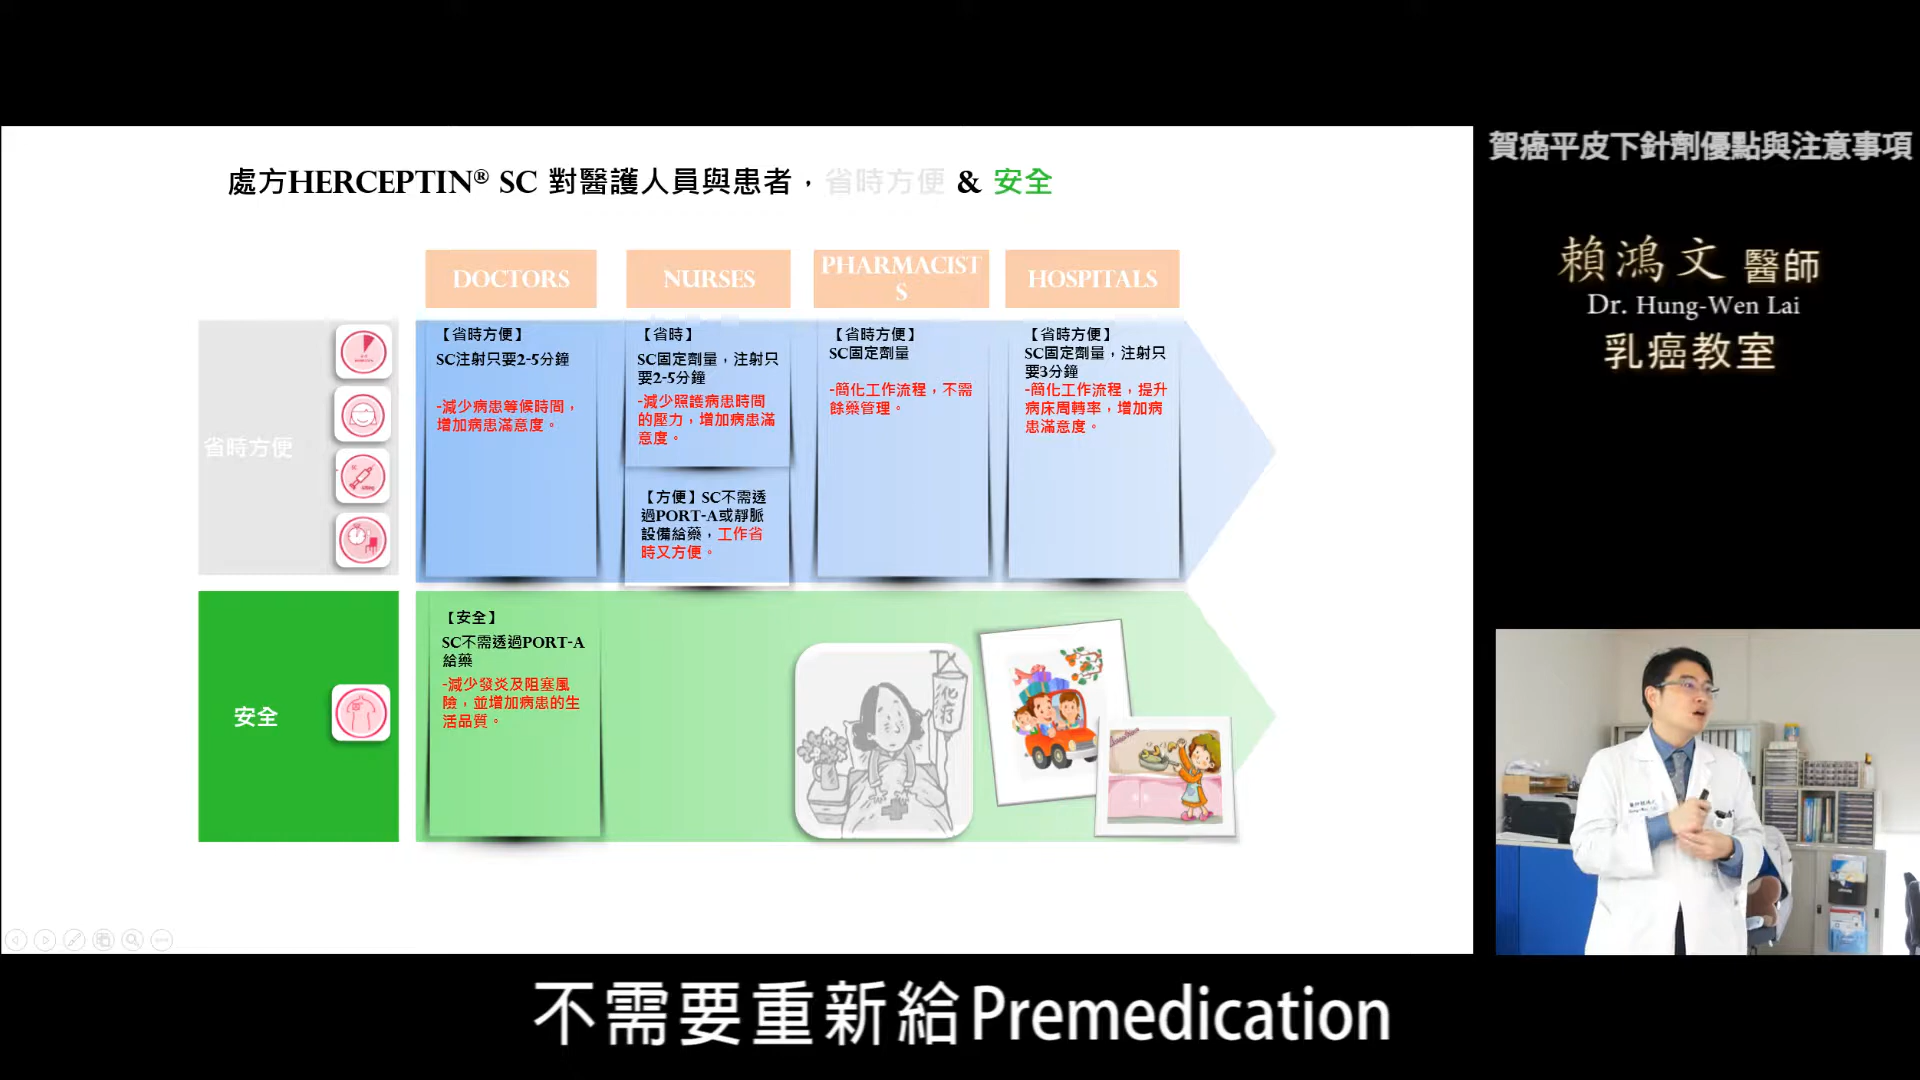 賀癌平皮下針劑優點與注意事項
賴鴻文 醫師
Dr. Hung-Wen Lai
乳癌教室
處方HERCEPTIN® SC 對醫護人員與患者，省時方便 & 安全
DOCTORS
NURSES
PHARMACIST
S
HOSPITALS
省時方便
【省時方便】
SC注射只要2-5分鐘
-減少病患等候時間，
增加病患滿意度。
【省時】
SC固定劑量，注射只
要2-5分鐘
-減少照護病患時間
的壓力，增加病患滿
意度。
【方便】SC不需透
過PORT-A或靜脈
設備給藥，工作省
時又方便。
【省時方便】
SC固定劑量
-簡化工作流程，不需
餘藥管理。
【省時方便】
SC固定劑量，注射只
要3分鐘
-簡化工作流程，提升
病床周轉率，增加病
患滿意度。
安全
【安全】
SC不需透過PORT-A
給藥
-減少發炎及阻塞風
險，並增加病患的生
活品質。
化疗
不需要重新給Premedication